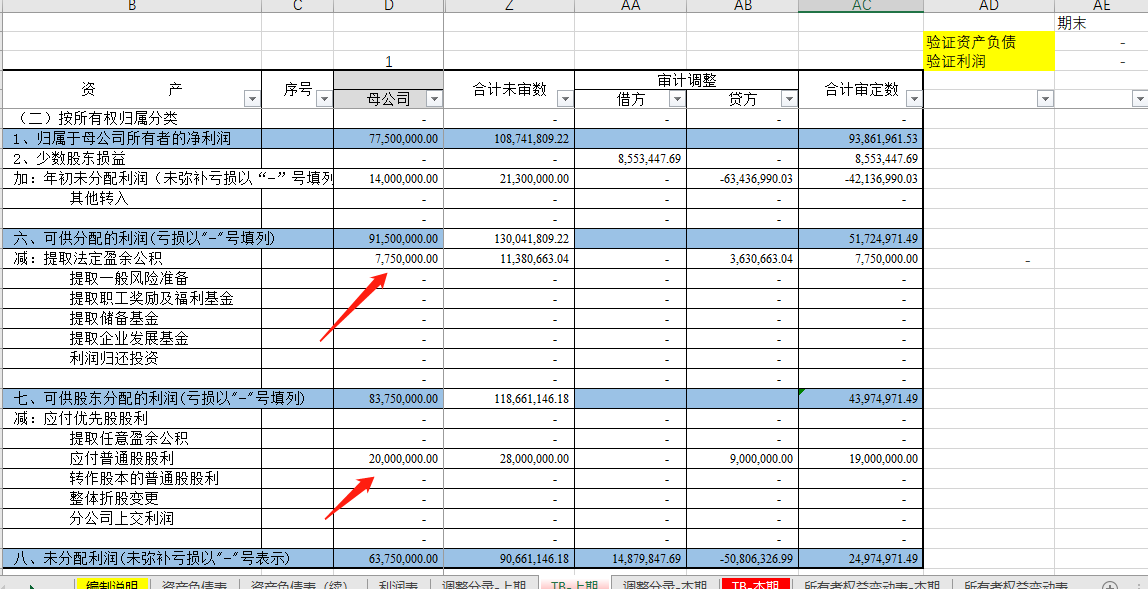 B C D Z AA AB AC AD AE
期末
验证资产负债 -
1 验证利润 -
资 产 序号 母公司 合计未审数 审计调整 合计审定数
借方 贷方
（二）按所有权归属分类 - - - - -
1、归属于母公司所有者的净利润 77,500,000.00 108,741,809.22 93,861,961.53
2、少数股东损益 - - 8,553,447.69 - 8,553,447.69
加：年初未分配利润（未弥补亏损以“-”号填列 14,000,000.00 21,300,000.00 - -63,436,990.03 -42,136,990.03
其他转入 - - - - -
- - - - -
六、可供分配的利润(亏损以"-"号填列) 91,500,000.00 130,041,809.22 51,724,971.49
减：提取法定盈余公积 7,750,000.00 11,380,663.04 - 3,630,663.04 7,750,000.00 -
提取一般风险准备 - - - - -
提取职工奖励及福利基金 - - - - -
提取储备基金 - - - - -
提取企业发展基金 - - - - -
利润归还投资 - - - - -
- - - - -
七、可供股东分配的利润(亏损以"-"号填列) 83,750,000.00 118,661,146.18 43,974,971.49
减：应付优先股股利 - - - - -
提取任意盈余公积 - - - - -
应付普通股股利 20,000,000.00 28,000,000.00 - 9,000,000.00 19,000,000.00
转作股本的普通股股利 - - - - -
整体折股变更 - - - - -
分公司上交利润 - - - - -
- - - - -
八、未分配利润(未弥补亏损以"-"号表示) 63,750,000.00 90,661,146.18 14,879,847.69 -50,806,326.99 24,974,971.49
编制说明 资产负债表 资产负债表（续） 利润表 调整分录-上期 TB-上期 调整分录-本期 TB-本期 所有者权益变动表-本期 所有者权益变动表